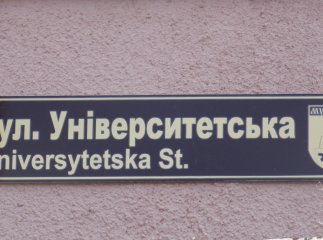 ул. Університетська
niversytetska St.